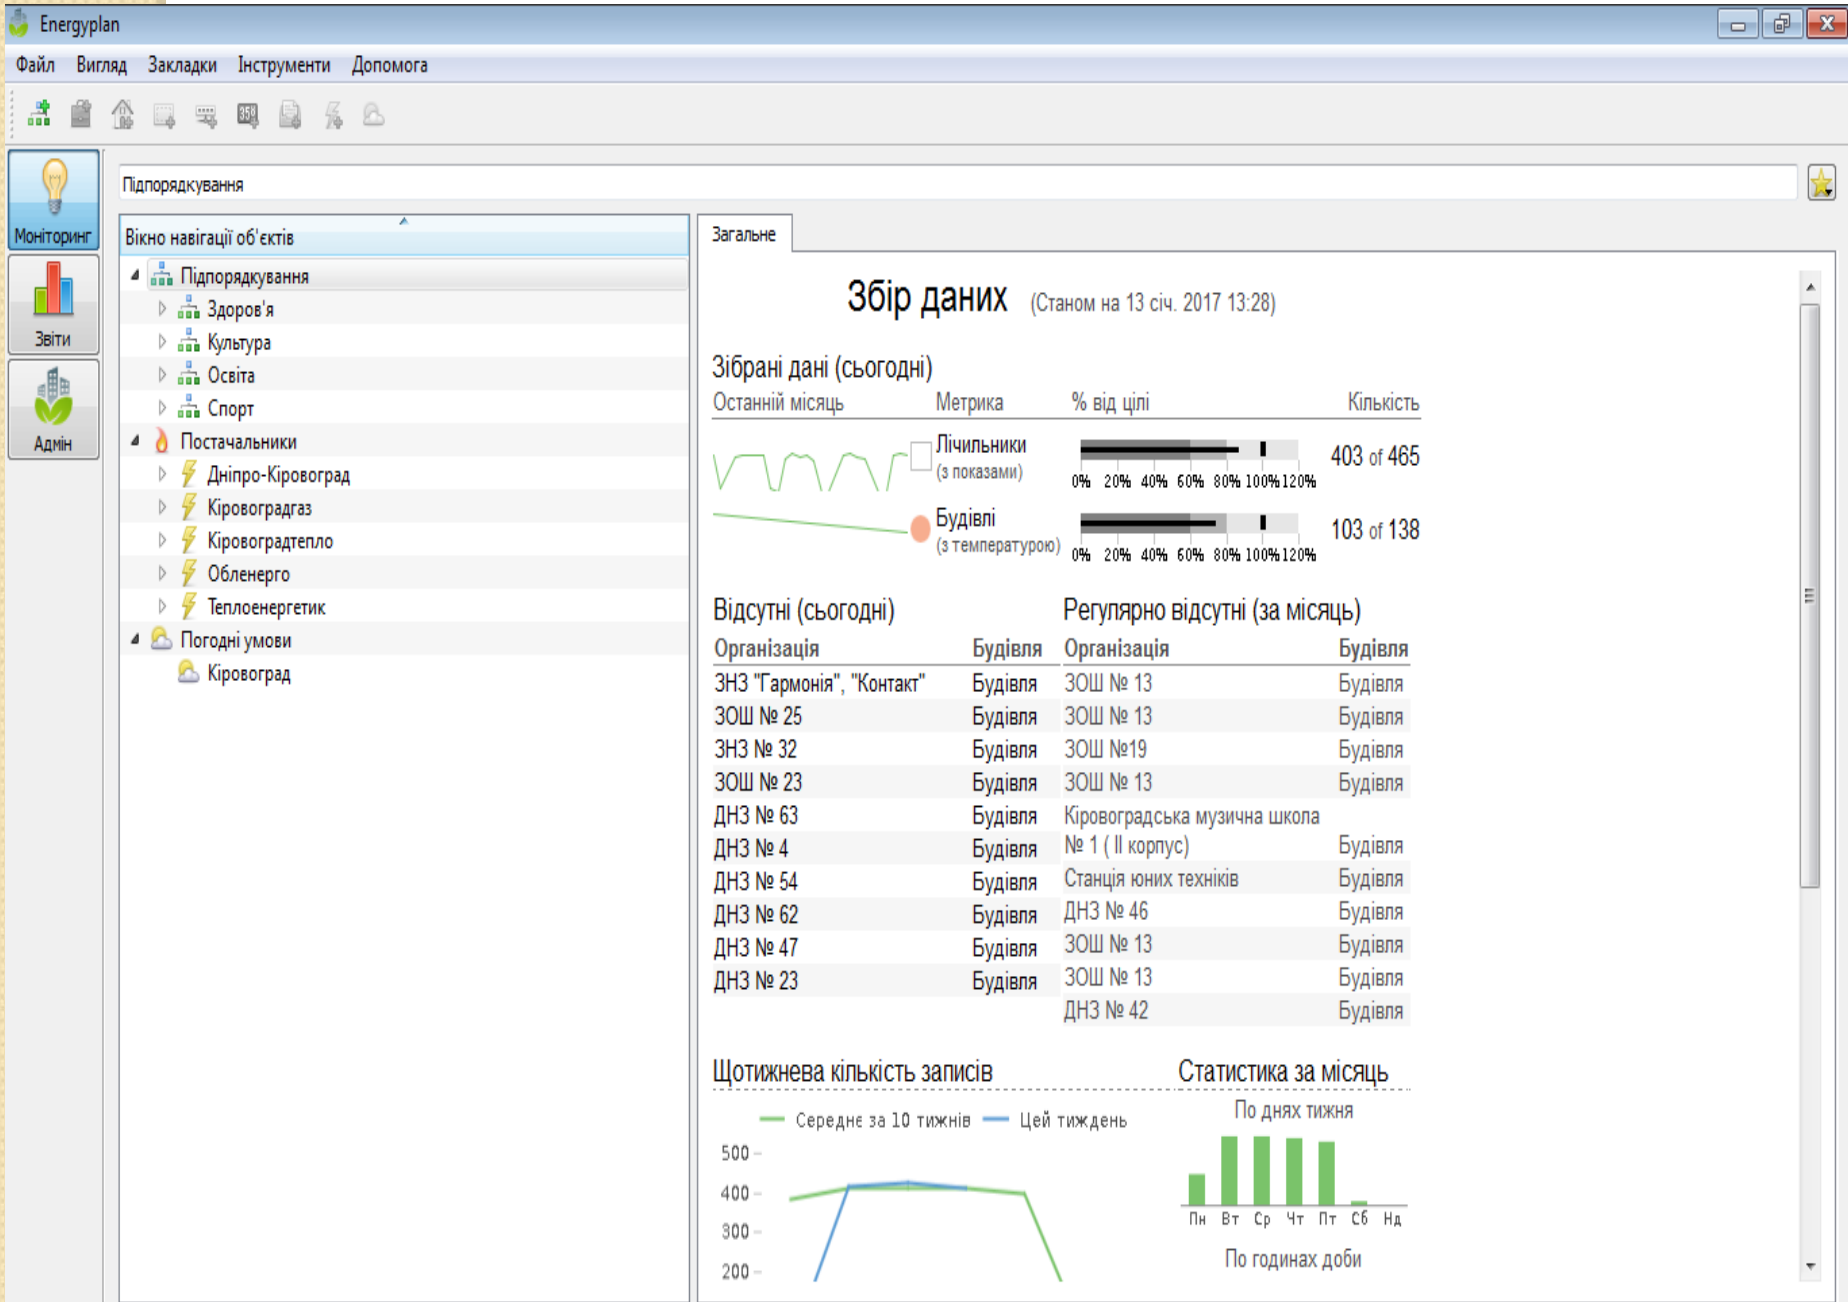 Energyplan
Файл Вигляд Закладки Інструменти Допомога
Підпорядкування
Моніторинг
Звіти
Адмін
Вікно навігації об'єктів
Підпорядкування
Здоров'я
Культура
Освіта
Спорт
Постачальники
Дніпро-Кіровоград
Кіровоградгаз
Кіровоградтепло
Обленерго
Теплоенергетик
Погодні умови
Кіровоград
Загальне
Збір даних (Станом на 13 січ. 2017 13:28)
Зібрані дані (сьогодні)
Останній місяць Метрика % від цілі Кількість
Лічильники
(з показами)
0% 20% 40% 60% 80% 100% 120%
403 of 465
Будівлі
(з температурою)
0% 20% 40% 60% 80% 100% 120%
103 of 138
Відсутні (сьогодні)
Організація Будівля
ЗНЗ "Гармонія", "Контакт" Будівля
ЗОШ № 25 Будівля
ЗНЗ № 32 Будівля
ЗОШ № 23 Будівля
ДНЗ № 63 Будівля
ДНЗ № 4 Будівля
ДНЗ № 54 Будівля
ДНЗ № 62 Будівля
ДНЗ № 47 Будівля
ДНЗ № 23 Будівля
Регулярно відсутні (за місяць)
Організація Будівля
ЗОШ № 13 Будівля
ЗОШ № 13 Будівля
ЗОШ №19 Будівля
ЗОШ № 13 Будівля
Кіровоградська музична школа
№ 1 ( ІІ корпус) Будівля
Станція юних техніків Будівля
ДНЗ № 46 Будівля
ЗОШ № 13 Будівля
ЗОШ № 13 Будівля
ДНЗ № 42 Будівля
Щотижнева кількість записів
Середнє за 10 тижнів Цей тиждень
500
400
300
200
Статистика за місяць
По днях тижня
Пн Вт Ср Чт Пт Сб Нд
По годинах доби